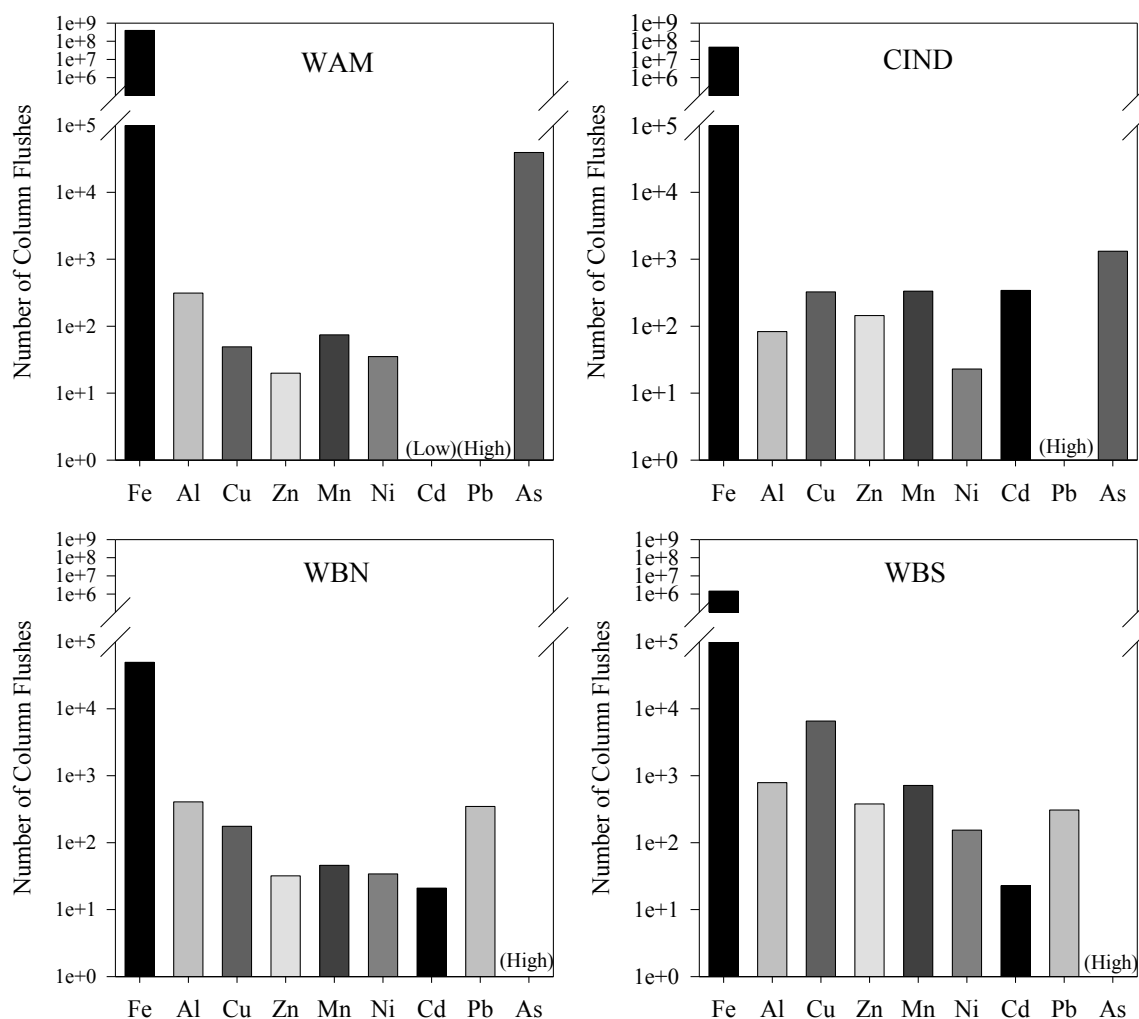 WAM
Number of Column Flushes
1e+9
1e+8
1e+7
1e+6
1e+5
1e+4
1e+3
1e+2
1e+1
1e+0
(Low)(High)
Fe Al Cu Zn Mn Ni Cd Pb As
CIND
Number of Column Flushes
1e+9
1e+8
1e+7
1e+6
1e+5
1e+4
1e+3
1e+2
1e+1
1e+0
(High)
Fe Al Cu Zn Mn Ni Cd Pb As
WBN
Number of Column Flushes
1e+9
1e+8
1e+7
1e+6
1e+5
1e+4
1e+3
1e+2
1e+1
1e+0
(High)
Fe Al Cu Zn Mn Ni Cd Pb As
WBS
Number of Column Flushes
1e+9
1e+8
1e+7
1e+6
1e+5
1e+4
1e+3
1e+2
1e+1
1e+0
(High)
Fe Al Cu Zn Mn Ni Cd Pb As